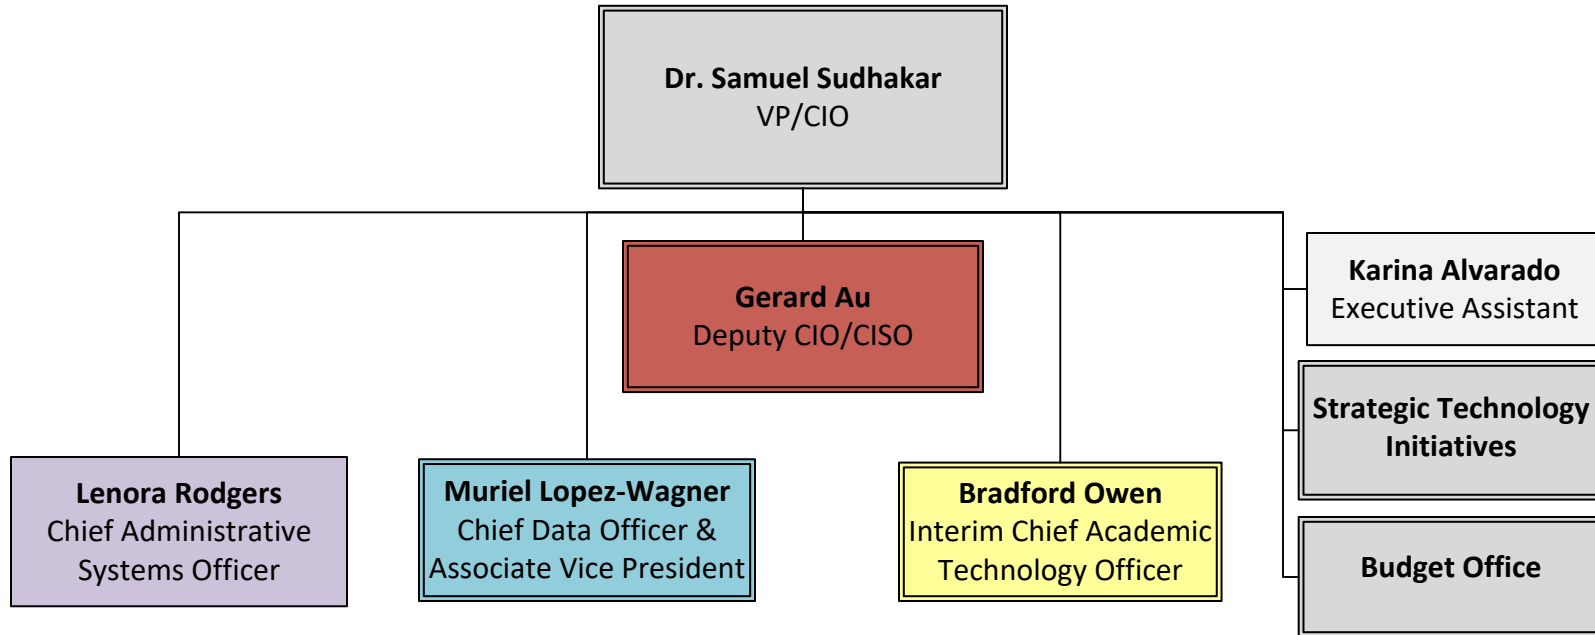 Dr. Samuel Sudhakar
VP/CIO
Gerard Au
Deputy CIO/CISO
Karina Alvarado
Executive Assistant
Strategic Technology
Initiatives
Budget Office
Lenora Rodgers
Chief Administrative
Systems Officer
Muriel Lopez-Wagner
Chief Data Officer &
Associate Vice President
Bradford Owen
Interim Chief Academic
Technology Officer